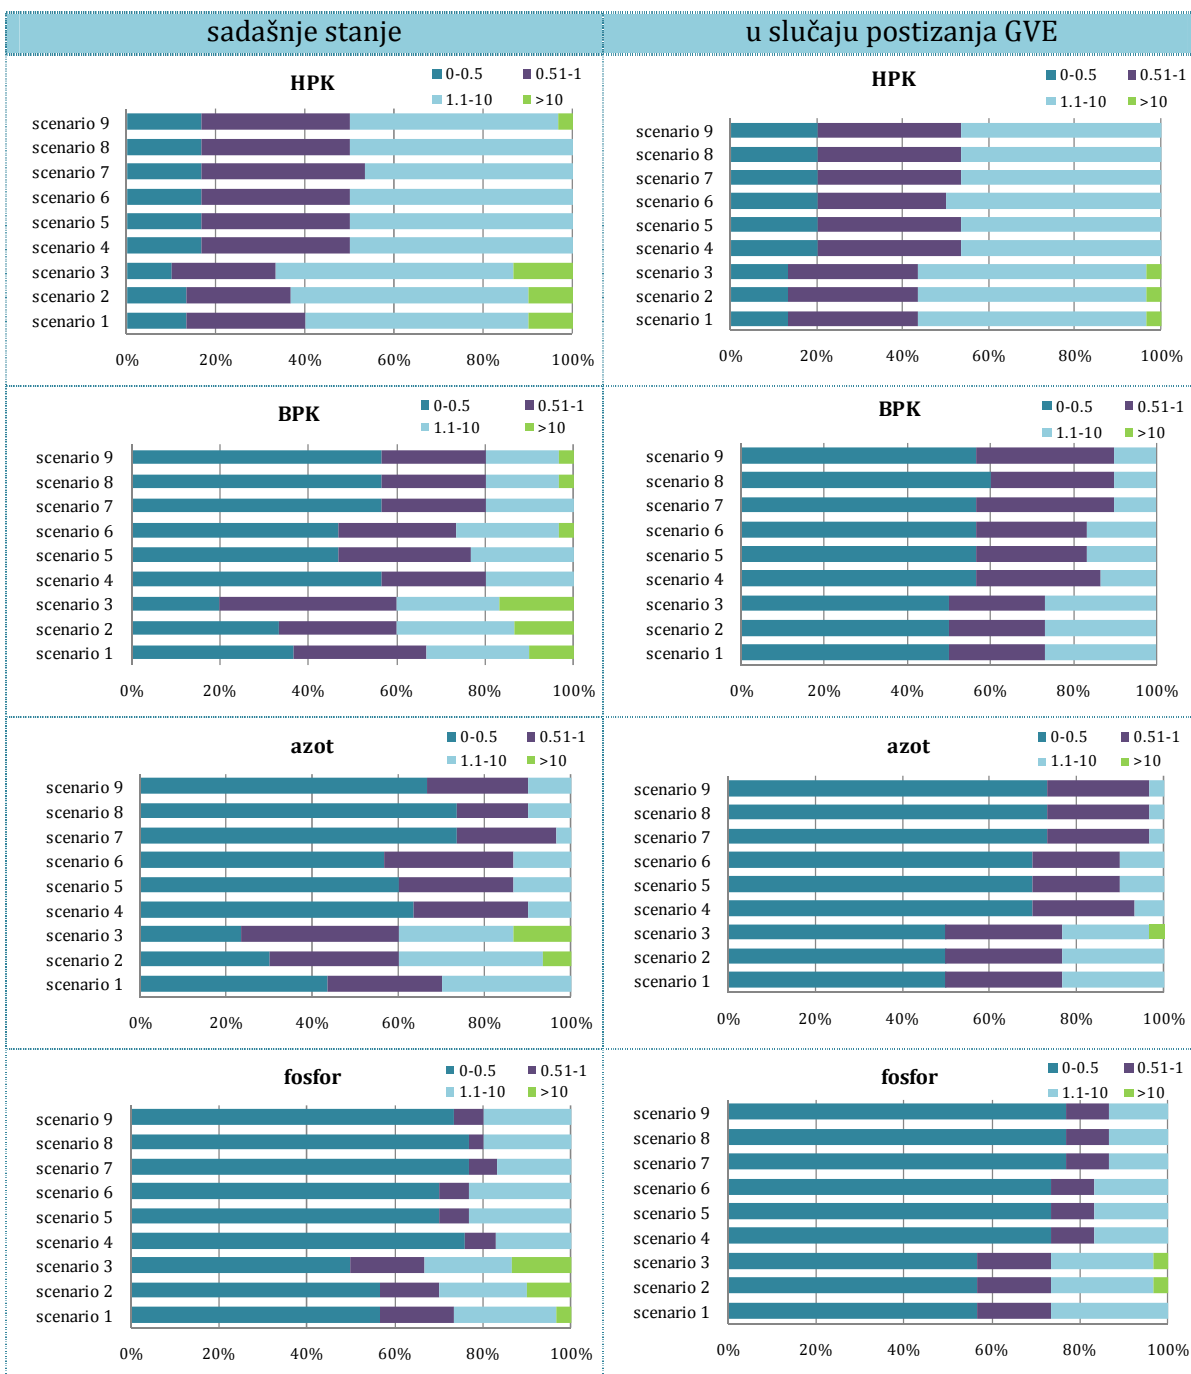 sadašnje stanje
u slučaju postizanja GVE
HPK
0-0.5 0.51-1
1.1-10 >10
scenario 9
scenario 8
scenario 7
scenario 6
scenario 5
scenario 4
scenario 3
scenario 2
scenario 1
0% 20% 40% 60% 80% 100%
HPK
0-0.5 0.51-1
1.1-10 >10
scenario 9
scenario 8
scenario 7
scenario 6
scenario 5
scenario 4
scenario 3
scenario 2
scenario 1
0% 20% 40% 60% 80% 100%
BPK
0-0.5 0.51-1
1.1-10 >10
scenario 9
scenario 8
scenario 7
scenario 6
scenario 5
scenario 4
scenario 3
scenario 2
scenario 1
0% 20% 40% 60% 80% 100%
BPK
0-0.5 0.51-1
1.1-10 >10
scenario 9
scenario 8
scenario 7
scenario 6
scenario 5
scenario 4
scenario 3
scenario 2
scenario 1
0% 20% 40% 60% 80% 100%
azot
0-0.5 0.51-1
1.1-10 >10
scenario 9
scenario 8
scenario 7
scenario 6
scenario 5
scenario 4
scenario 3
scenario 2
scenario 1
0% 20% 40% 60% 80% 100%
azot
0-0.5 0.51-1
1.1-10 >10
scenario 9
scenario 8
scenario 7
scenario 6
scenario 5
scenario 4
scenario 3
scenario 2
scenario 1
0% 20% 40% 60% 80% 100%
fosfor
0-0.5 0.51-1
1.1-10 >10
scenario 9
scenario 8
scenario 7
scenario 6
scenario 5
scenario 4
scenario 3
scenario 2
scenario 1
0% 20% 40% 60% 80% 100%
fosfor
0-0.5 0.51-1
1.1-10 >10
scenario 9
scenario 8
scenario 7
scenario 6
scenario 5
scenario 4
scenario 3
scenario 2
scenario 1
0% 20% 40% 60% 80% 100%